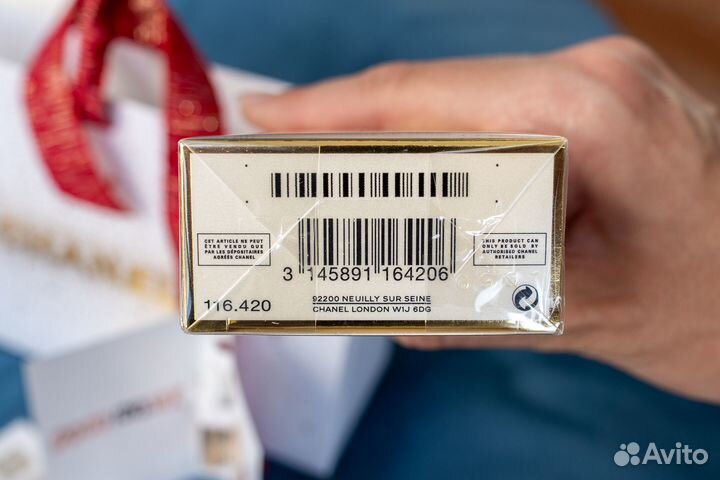 CET ARTICLE NE PEUT
ÊTRE VENDU QUE
PAR LES DÉPOSITAIRES
AGRÉÉS CHANEL
THIS PRODUCT CAN
ONLY BE SOLD BY
AUTHORISED CHANEL
RETAILERS
3 145891 164206
116.420
92200 NEUILLY SUR SEINE
CHANEL LONDON W1J 6DG
Avito